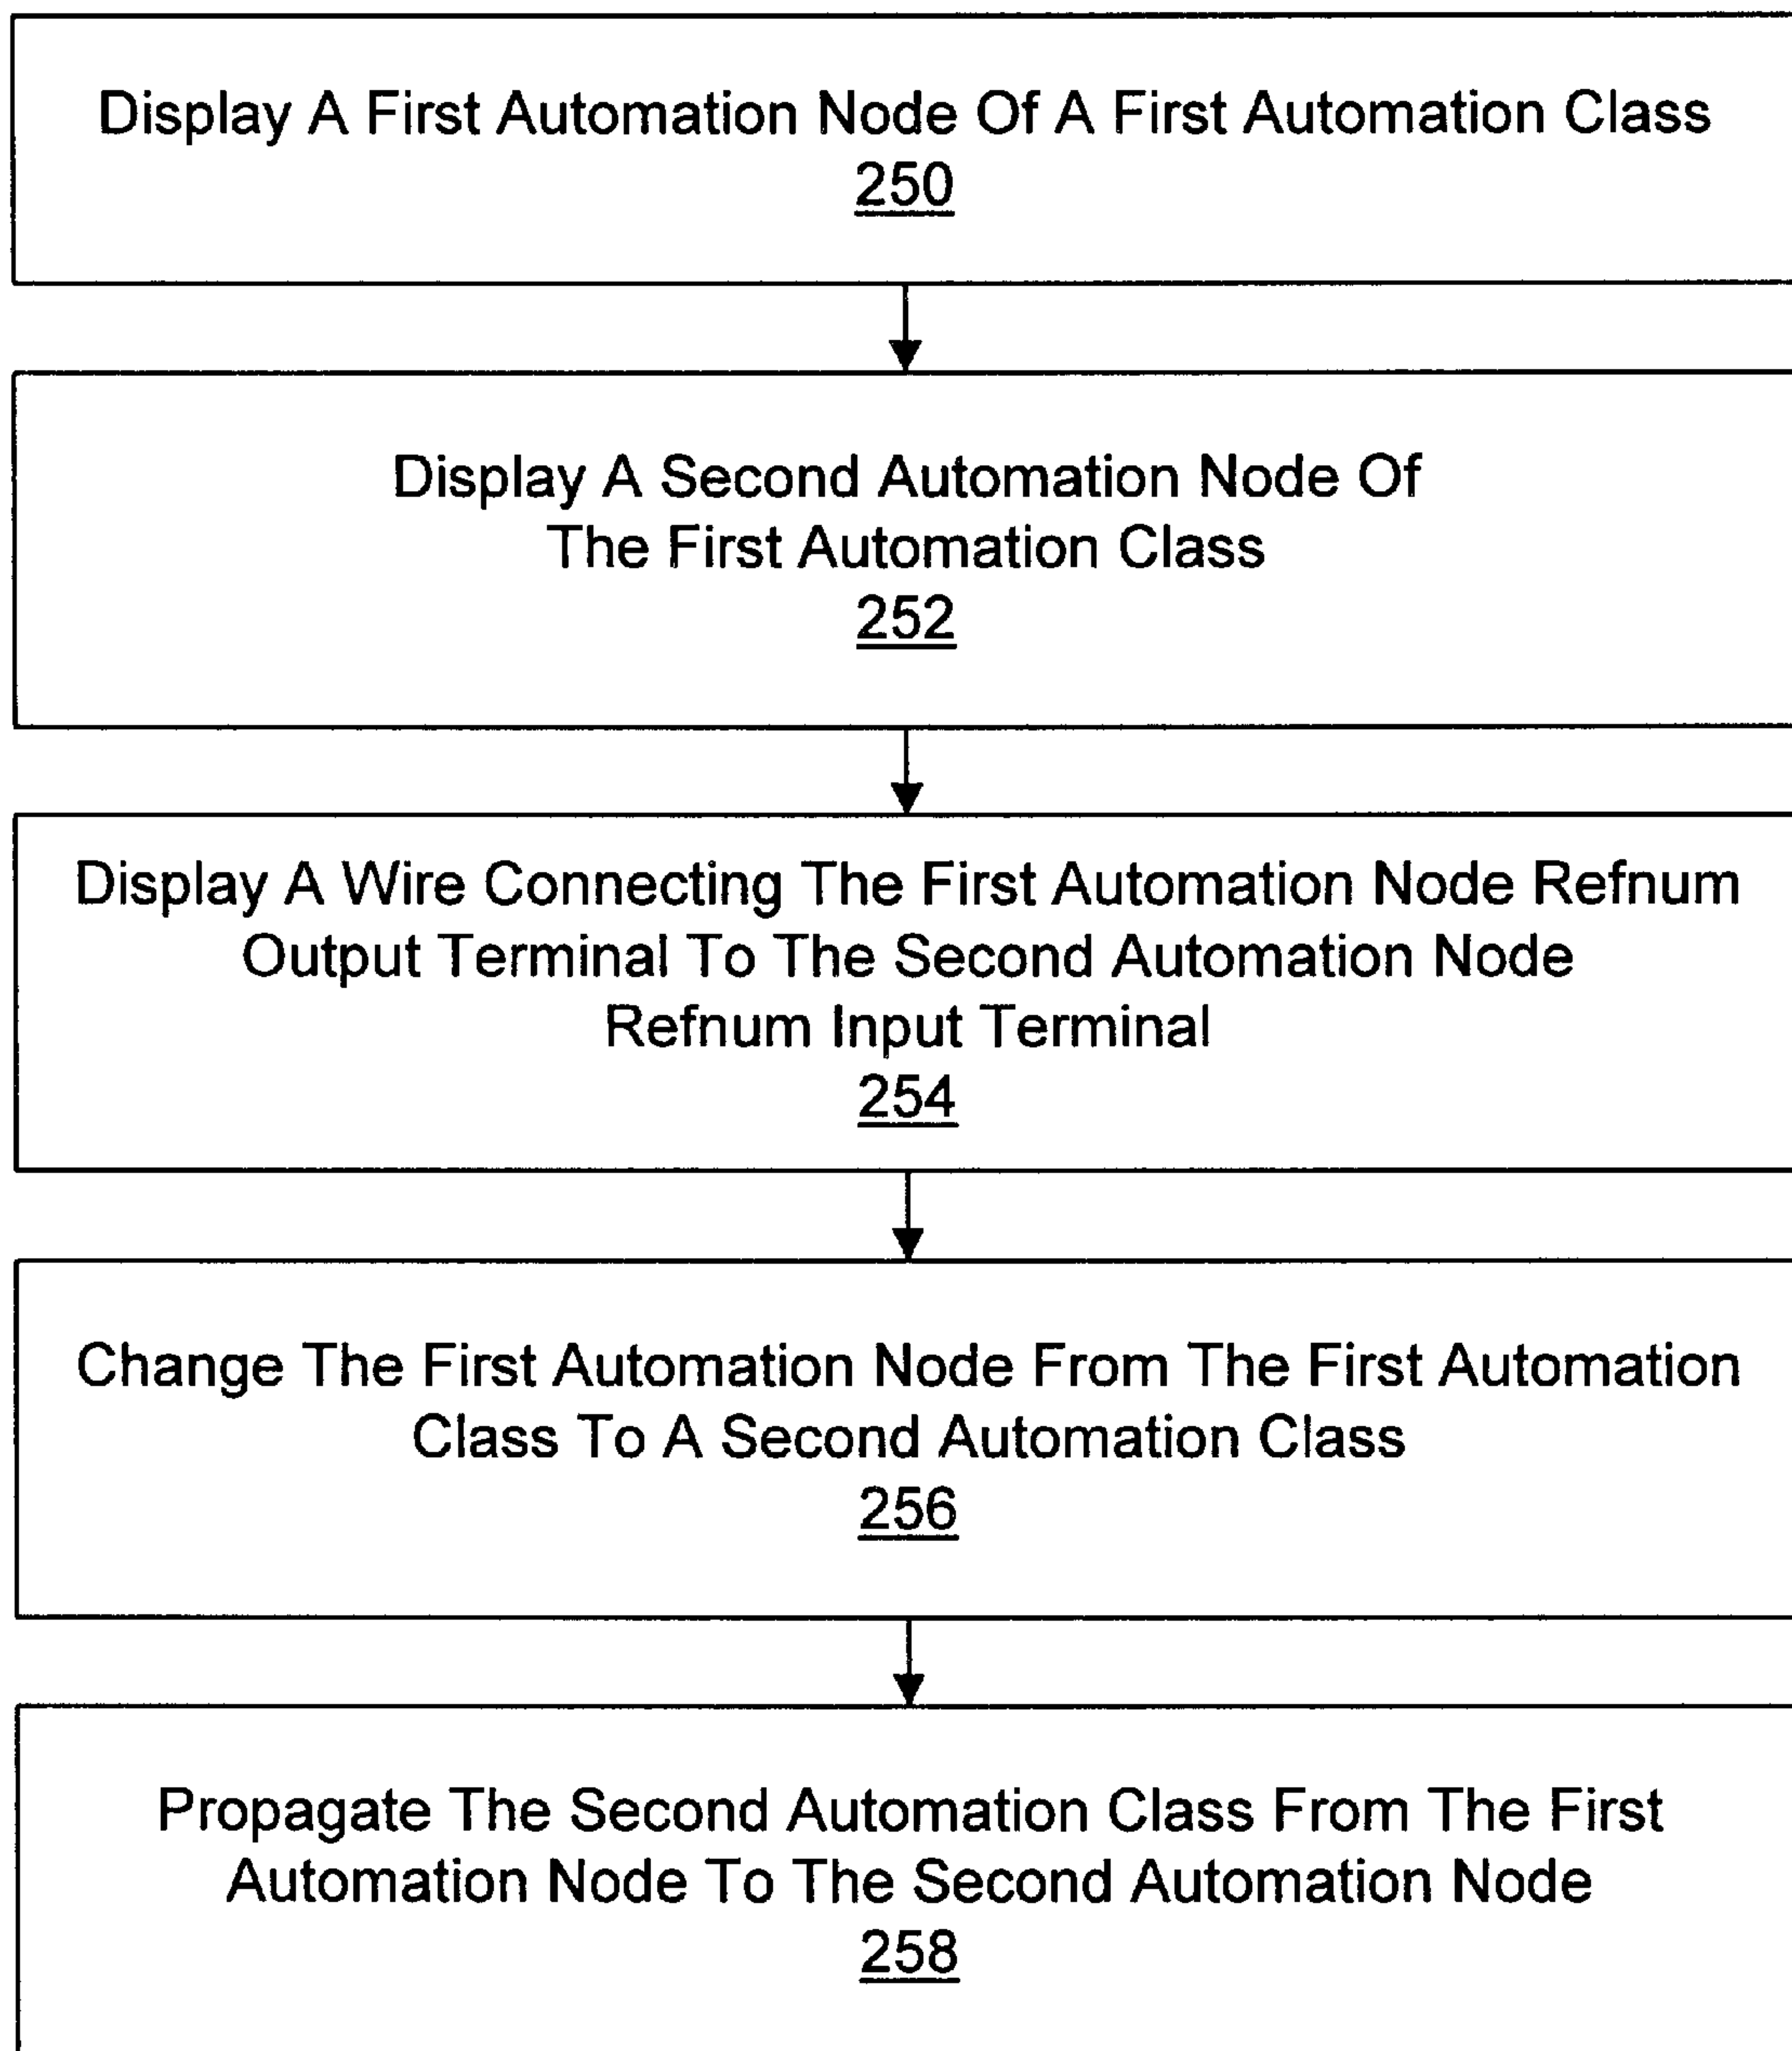 Display A First Automation Node Of A First Automation Class
250
Display A Second Automation Node Of
The First Automation Class
252
Display A Wire Connecting The First Automation Node Refnum
Output Terminal To The Second Automation Node
Refnum Input Terminal
254
Change The First Automation Node From The First Automation
Class To A Second Automation Class
256
Propagate The Second Automation Class From The First
Automation Node To The Second Automation Node
258